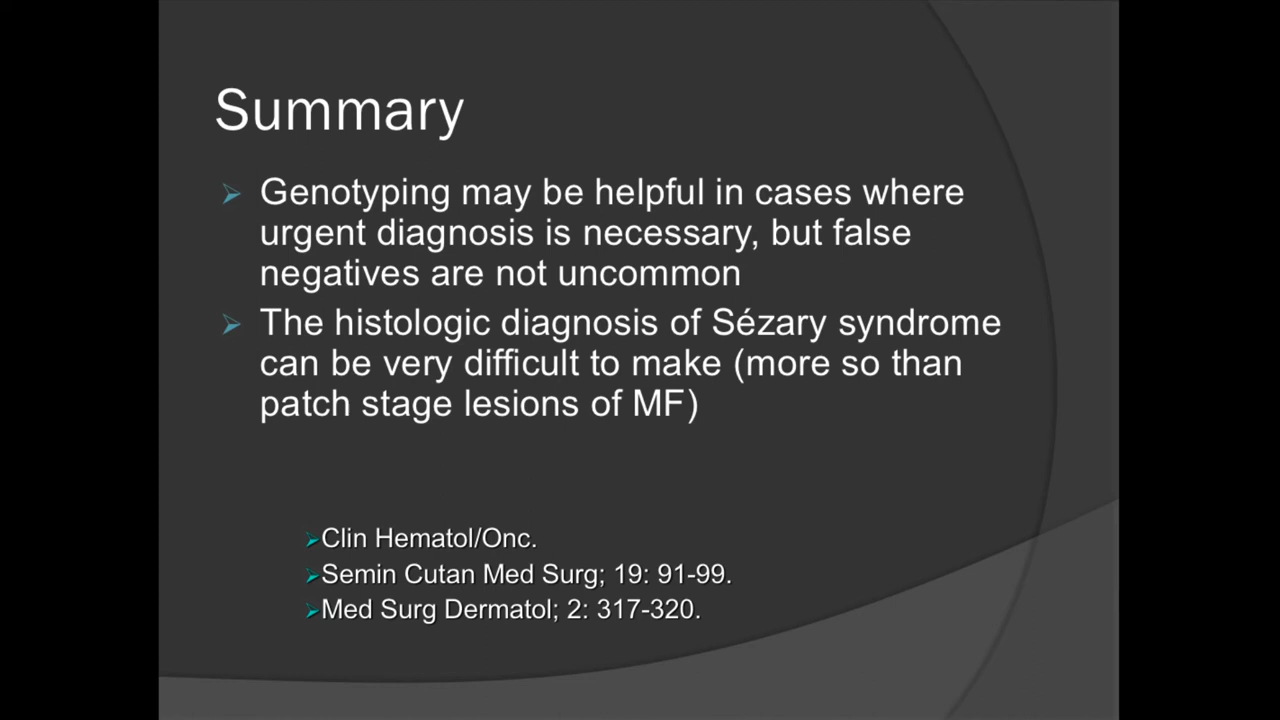 Summary
Genotyping may be helpful in cases where
urgent diagnosis is necessary, but false
negatives are not uncommon
The histologic diagnosis of Sézary syndrome
can be very difficult to make (more so than
patch stage lesions of MF)
Clin Hematol/Onc.
Semin Cutan Med Surg; 19: 91-99.
Med Surg Dermatol; 2: 317-320.